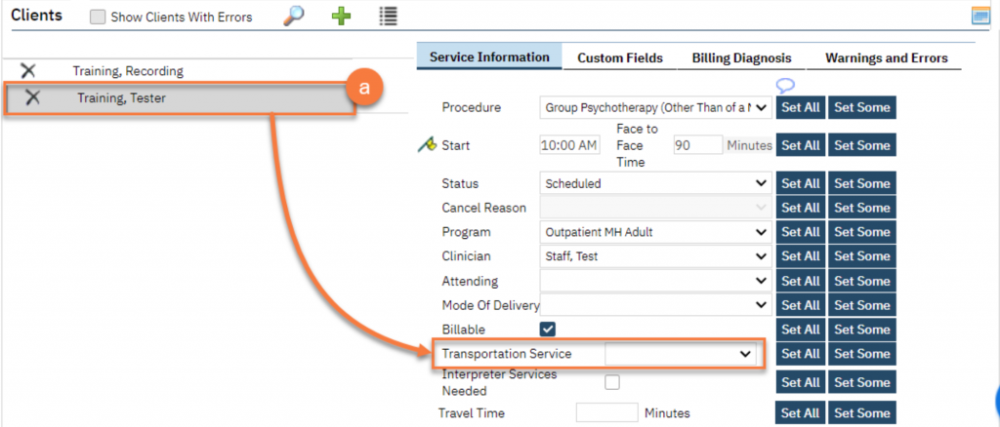 Clients Show Clients With Errors
Training, Recording
Training, Tester
a
Service Information Custom Fields Billing Diagnosis Warnings and Errors
Procedure Group Psychotherapy (Other Than of a M Set All Set Some
Start 10:00 AM Face to Face Time 90 Minutes Set All Set Some
Status Scheduled Set All Set Some
Cancel Reason Set All Set Some
Program Outpatient MH Adult Set All Set Some
Clinician Staff, Test Set All Set Some
Attending Set All Set Some
Mode Of Delivery Set All Set Some
Billable Set All Set Some
Transportation Service Set All Set Some
Interpreter Services Needed Set All Set Some
Travel Time Minutes Set All Set Some